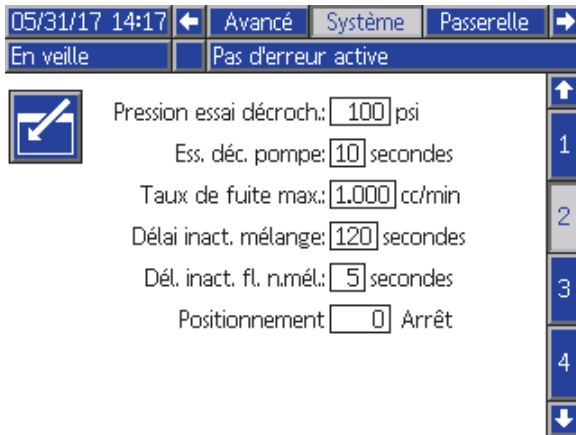 05/31/17 14:17 Avancé Système Passerelle
En veille Pas d'erreur active
Pression essai décroch.: 100 psi
Ess. déc. pompe: 10 secondes
Taux de fuite max.: 1.000 cc/min
Délai inact. mélange: 120 secondes
Dél. inact. fl. n.mél.: 5 secondes
Positionnement 0 Arrêt
1
2
3
4